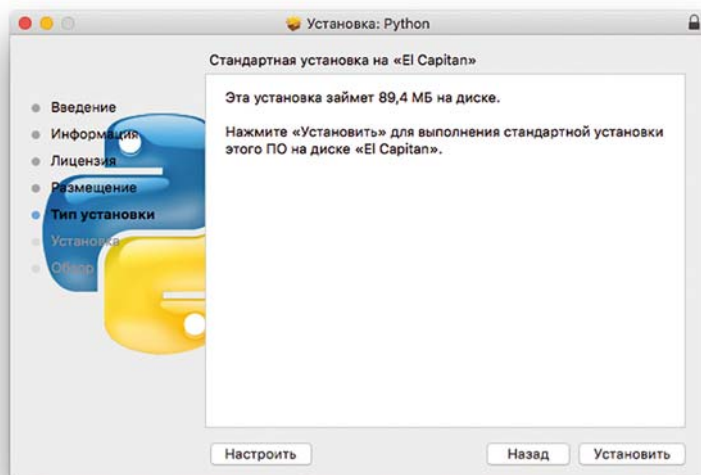 Установка: Python
Стандартная установка на «El Capitan»
Введение
Информация
Лицензия
Размещение
Тип установки
Установка
Обзор
Эта установка займет 89,4 МБ на диске.
Нажмите «Установить» для выполнения стандартной установки
этого ПО на диске «El Capitan».
Настроить
Назад
Установить